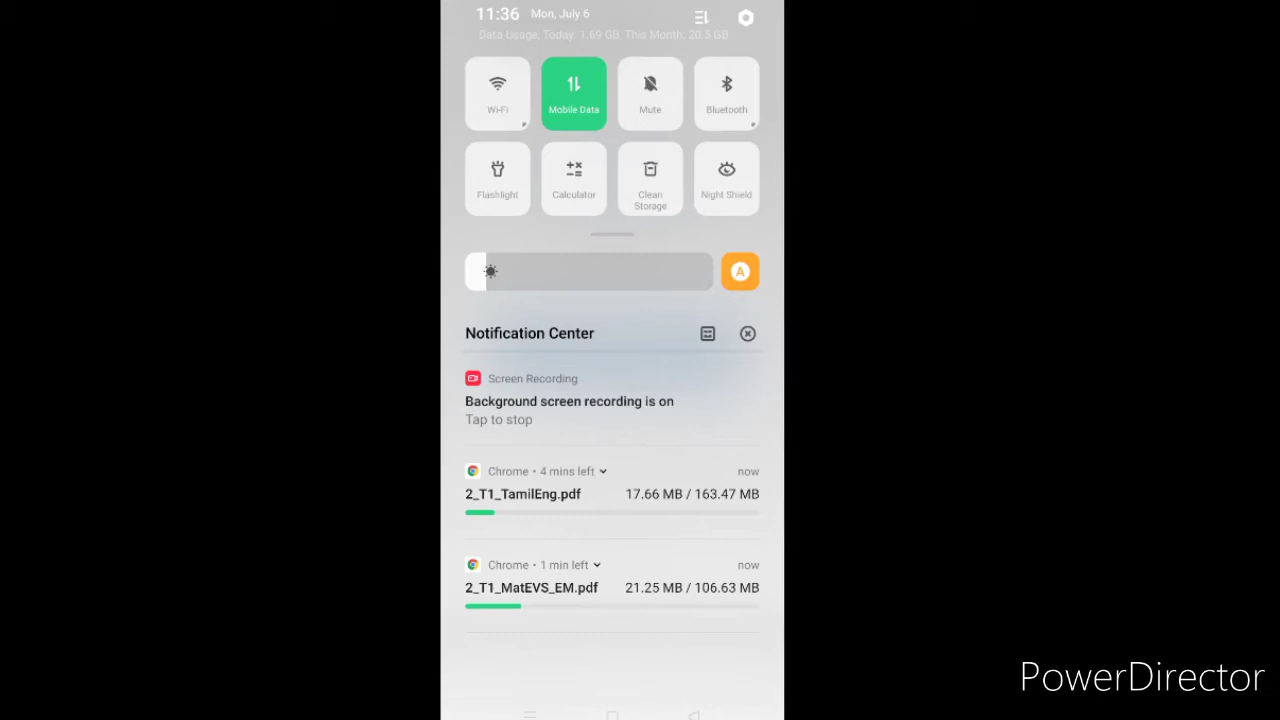 11:36 Mon, July 6
Data Usage, Today: 1.69 GB, This Month: 20.5 GB
Wi-Fi Mobile Data Mute Bluetooth
Flashlight Calculator Clean Storage Night Shield
A
Notification Center
Screen Recording
Background screen recording is on
Tap to stop
Chrome • 4 mins left now
2_T1_TamilEng.pdf 17.66 MB / 163.47 MB
Chrome • 1 min left now
2_T1_MatEVS_EM.pdf 21.25 MB / 106.63 MB
PowerDirector